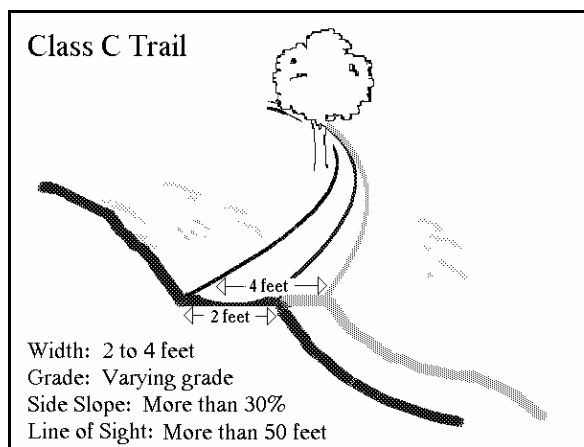 Class C Trail
4 feet
2 feet
Width: 2 to 4 feet
Grade: Varying grade
Side Slope: More than 30%
Line of Sight: More than 50 feet